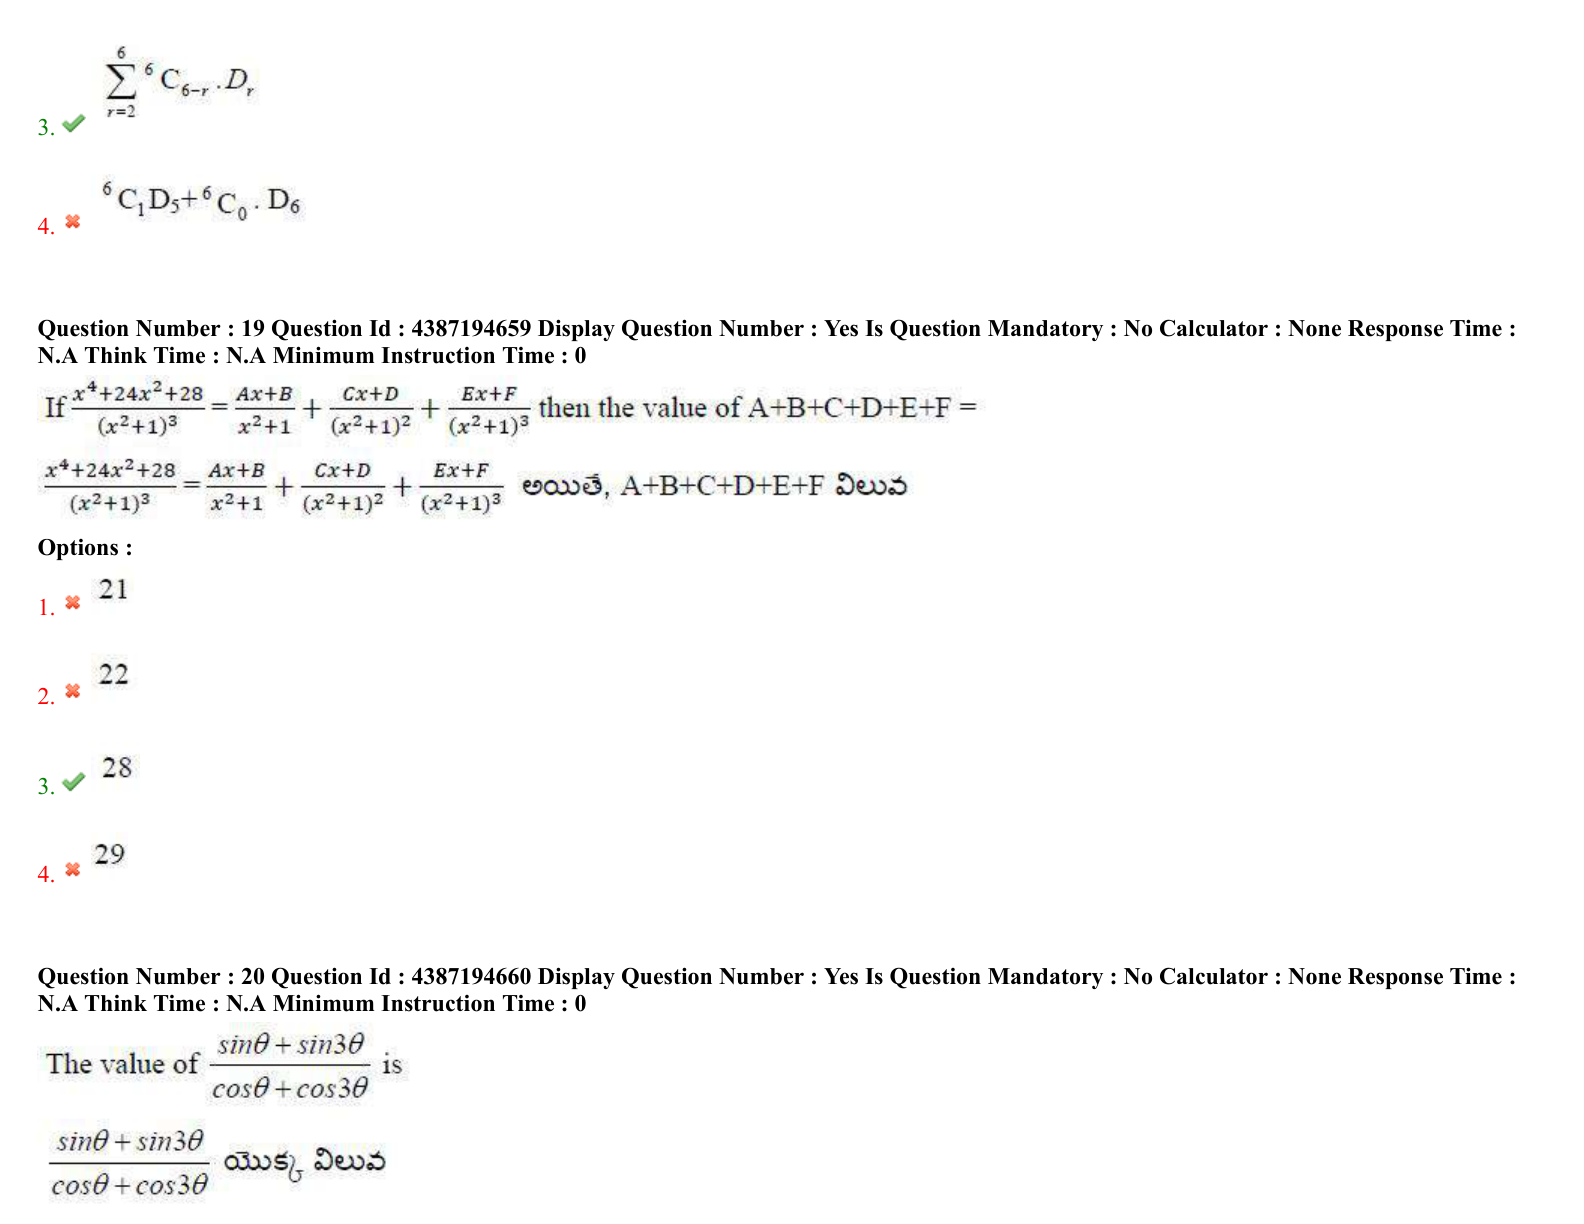 3. ✔ $\sum_{r=2}^{6} {}^6C_{6-r} . D_r$
4. ✖ ${}^6C_1D_5 + {}^6C_0 . D_6$
Question Number : 19 Question Id : 4387194659 Display Question Number : Yes Is Question Mandatory : No Calculator : None Response Time :
N.A Think Time : N.A Minimum Instruction Time : 0
If $\frac{x^4+24x^2+28}{(x^2+1)^3} = \frac{Ax+B}{x^2+1} + \frac{Cx+D}{(x^2+1)^2} + \frac{Ex+F}{(x^2+1)^3}$ then the value of A+B+C+D+E+F =
$\frac{x^4+24x^2+28}{(x^2+1)^3} = \frac{Ax+B}{x^2+1} + \frac{Cx+D}{(x^2+1)^2} + \frac{Ex+F}{(x^2+1)^3}$ అయితే, A+B+C+D+E+F విలువ
Options :
1. ✖ 21
2. ✖ 22
3. ✔ 28
4. ✖ 29
Question Number : 20 Question Id : 4387194660 Display Question Number : Yes Is Question Mandatory : No Calculator : None Response Time :
N.A Think Time : N.A Minimum Instruction Time : 0
The value of $\frac{sin\theta + sin3\theta}{cos\theta + cos3\theta}$ is
$\frac{sin\theta + sin3\theta}{cos\theta + cos3\theta}$ యొక్క విలువ